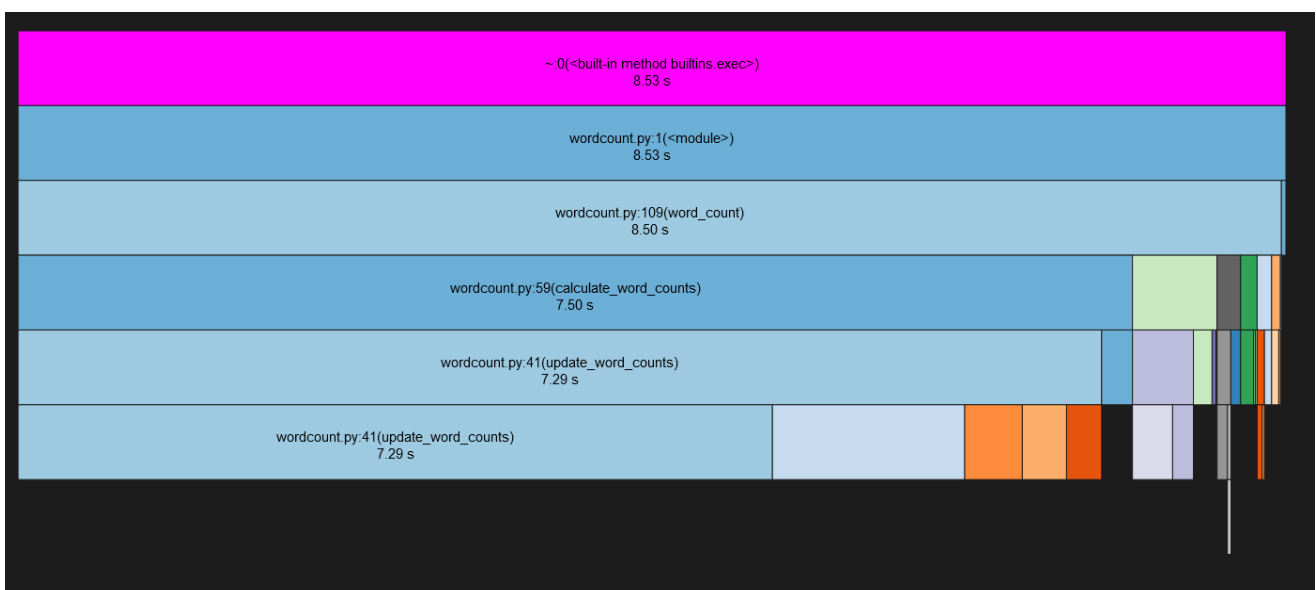 ~:0(<built-in method builtins.exec>)
8.53 s
wordcount.py:1(<module>)
8.53 s
wordcount.py:109(word_count)
8.50 s
wordcount.py:59(calculate_word_counts)
7.50 s
wordcount.py:41(update_word_counts)
7.29 s
wordcount.py:41(update_word_counts)
7.29 s